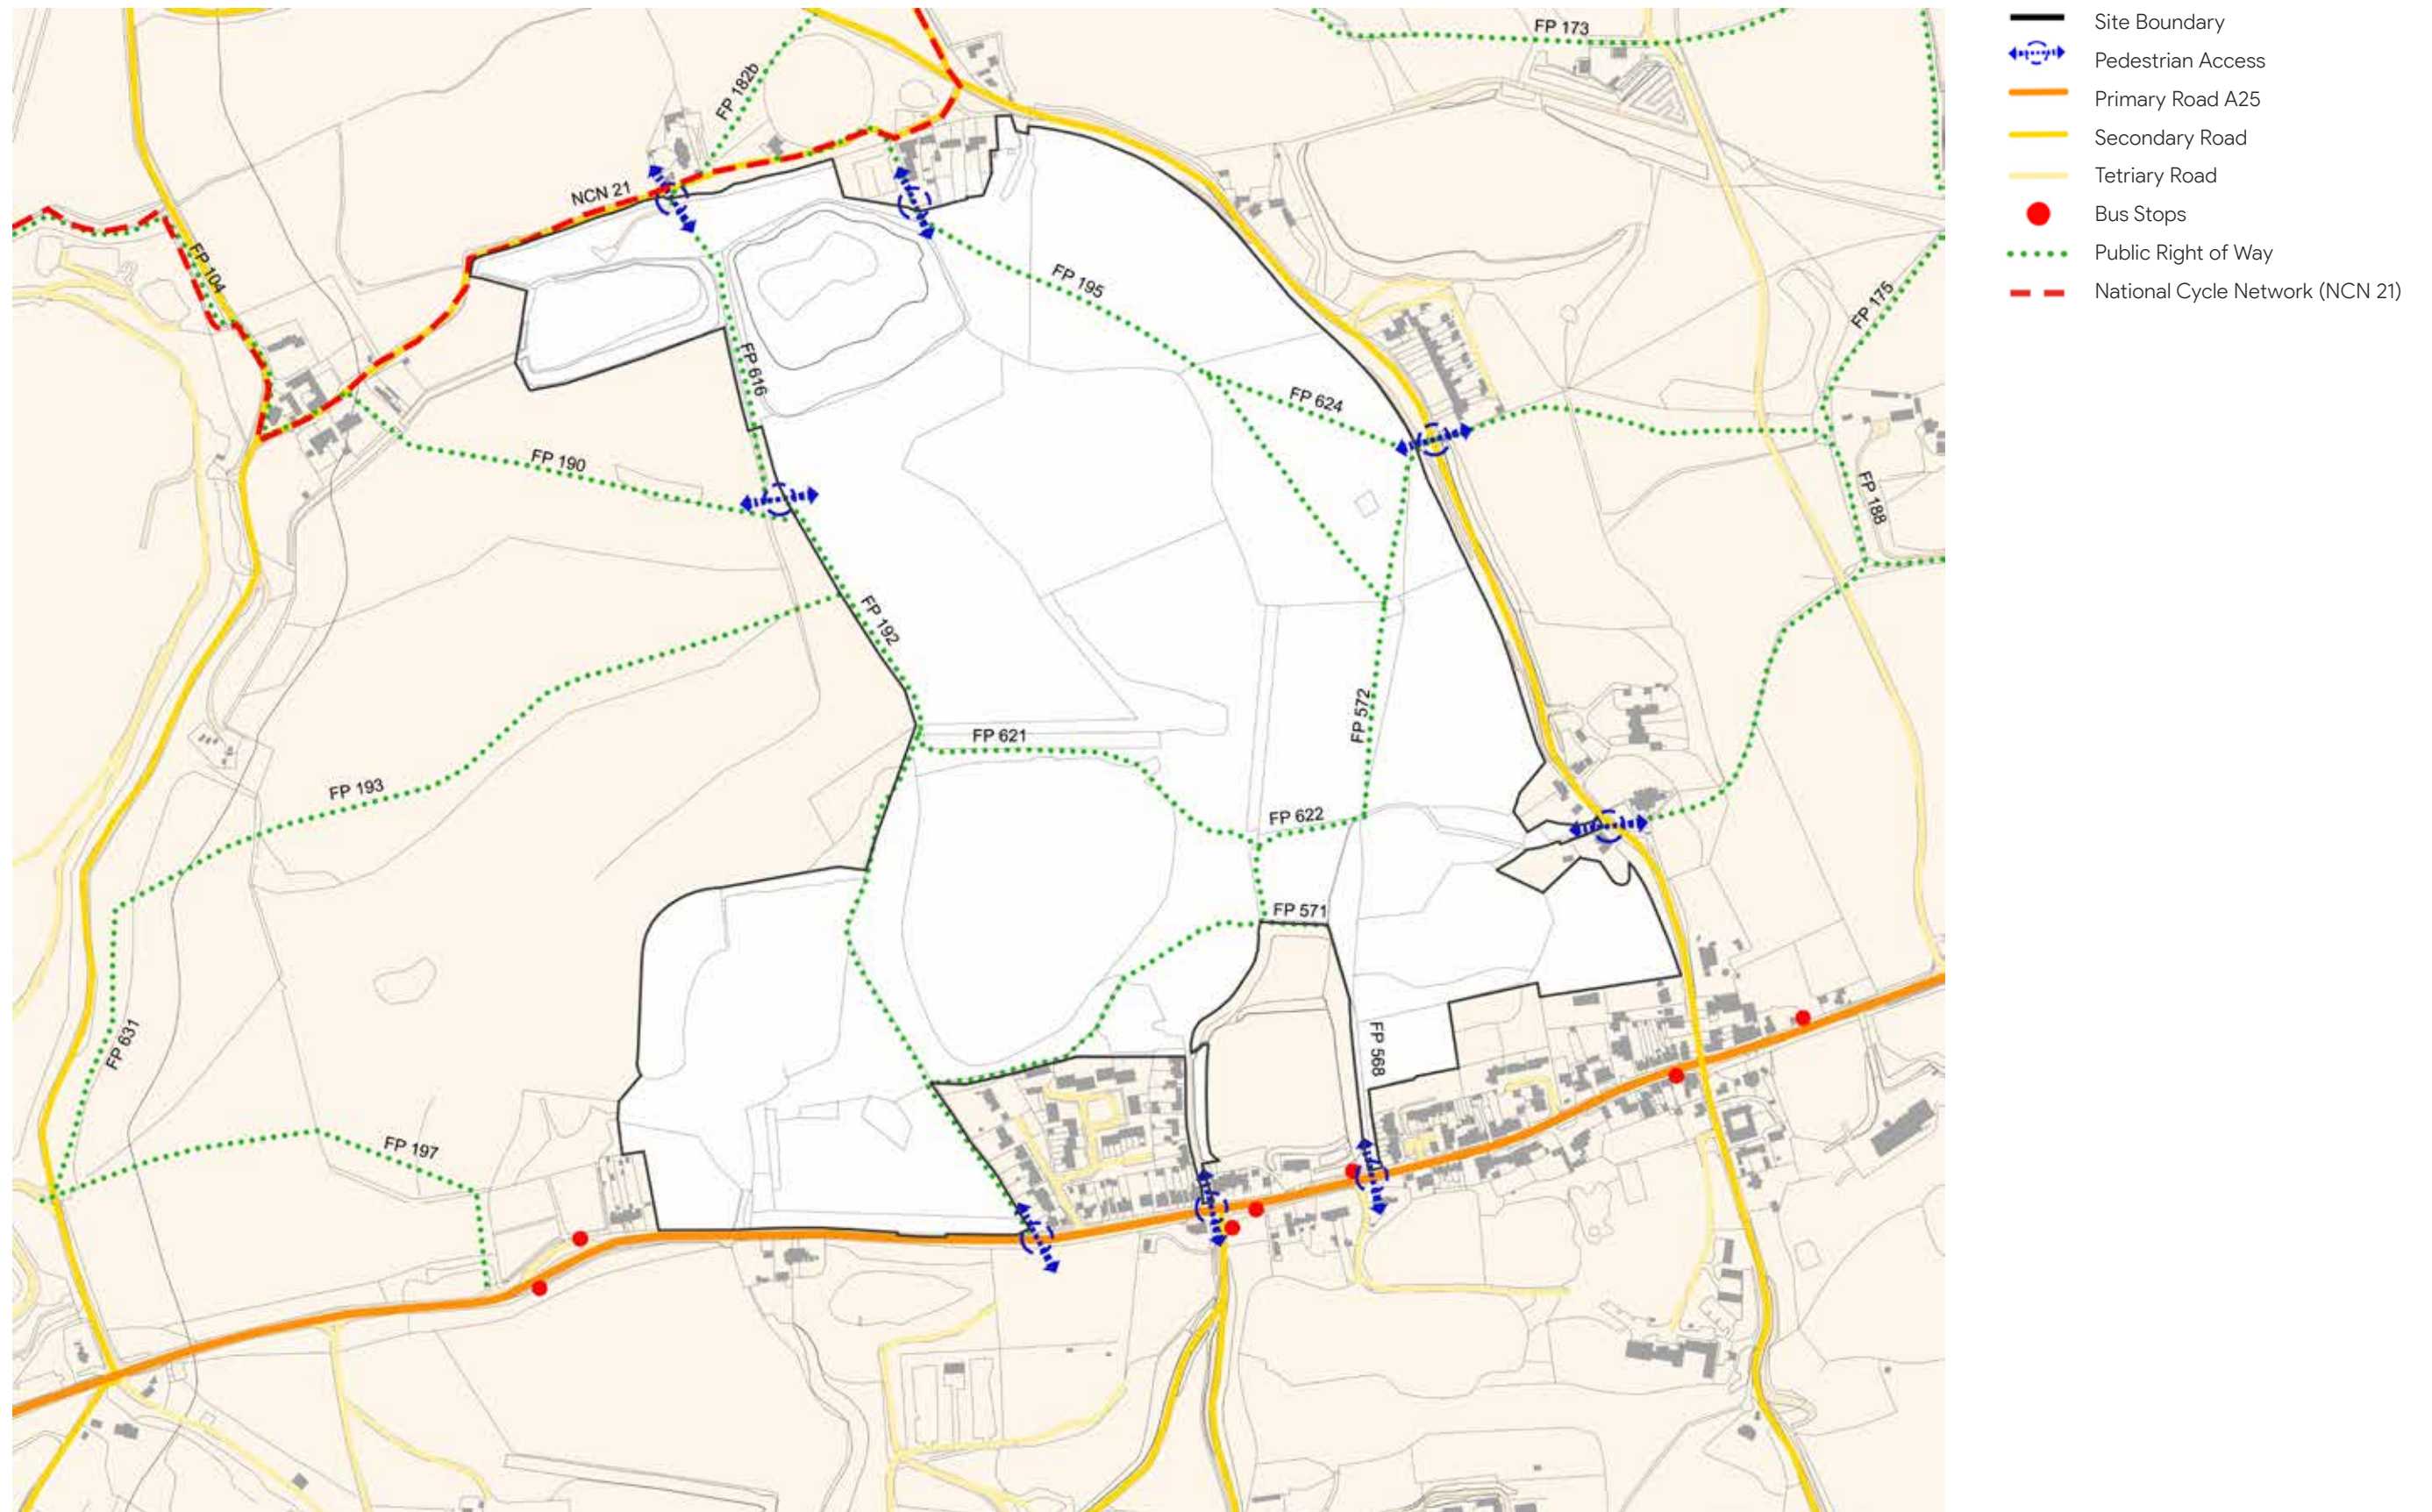 Site Boundary
Pedestrian Access
Primary Road A25
Secondary Road
Tetriary Road
Bus Stops
Public Right of Way
National Cycle Network (NCN 21)
FP 173
FP 182b
NCN 21
FP 104
FP 195
FP 175
FP 616
FP 624
FP 190
FP 188
FP 192
FP 572
FP 621
FP 193
FP 622
FP 571
FP 631
FP 568
FP 197